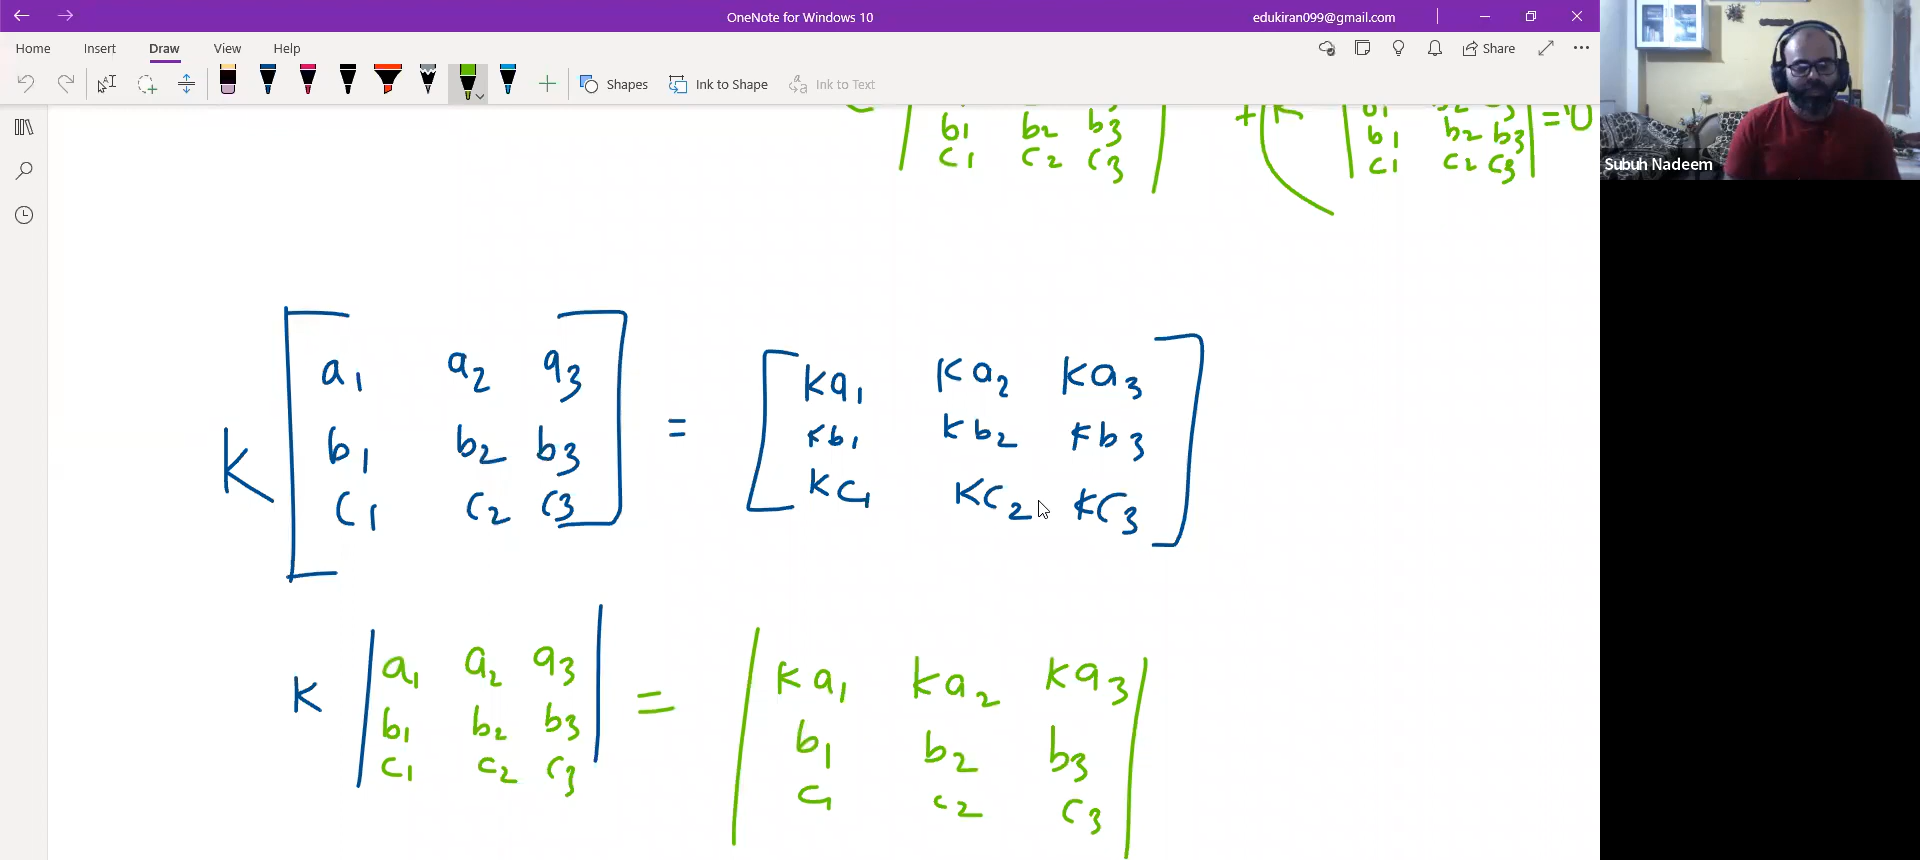 OneNote for Windows 10
edukiran099@gmail.com
Home Insert Draw View Help
Share
Shapes Ink to Shape Ink to Text
Subuh Nadeem
b1 b2 b3
c1 c2 c3
+ k
b1 b2 b3 = 0
c1 c2 c3
k [ a1 a2 a3 = [ ka1 ka2 ka3
b1 b2 b3 kb1 kb2 kb3
c1 c2 c3 ] kc1 kc2 kc3 ]
k | a1 a2 a3 | = | ka1 ka2 ka3 |
b1 b2 b3 b1 b2 b3
c1 c2 c3 c1 c2 c3